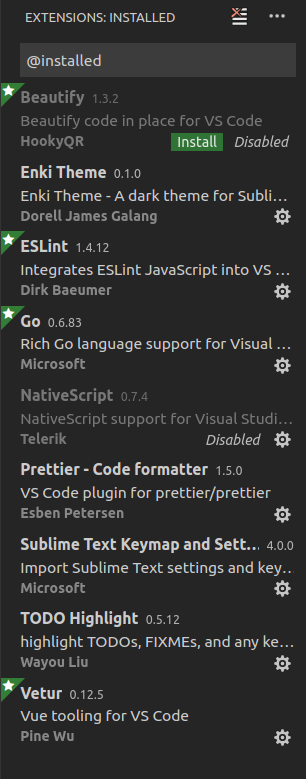 EXTENSIONS: INSTALLED
@installed
Beautify 1.3.2
Beautify code in place for VS Code
HookyQR Install Disabled
Enki Theme 0.1.0
Enki Theme - A dark theme for Subli...
Dorell James Galang
ESLint 1.4.12
Integrates ESLint JavaScript into VS ...
Dirk Baeumer
Go 0.6.83
Rich Go language support for Visual ...
Microsoft
NativeScript 0.7.4
NativeScript support for Visual Studi...
Telerik Disabled
Prettier - Code formatter 1.5.0
VS Code plugin for prettier/prettier
Esben Petersen
Sublime Text Keymap and Sett... 4.0.0
Import Sublime Text settings and key...
Microsoft
TODO Highlight 0.5.12
highlight TODOs, FIXMEs, and any ke...
Wayou Liu
Vetur 0.12.5
Vue tooling for VS Code
Pine Wu